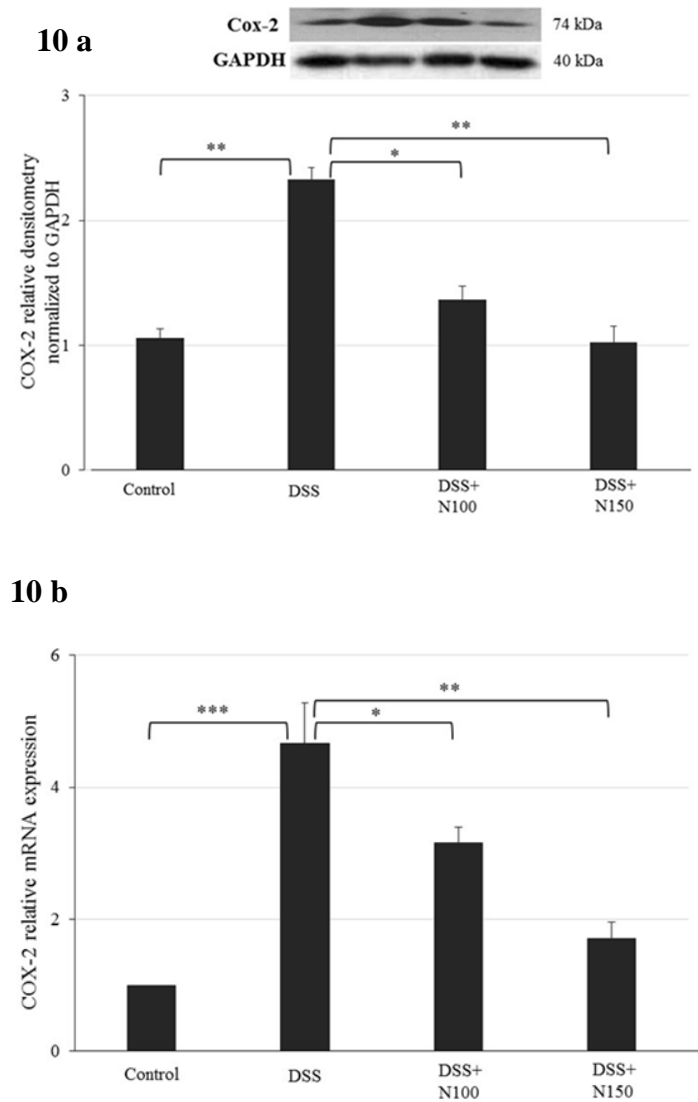 10 a
Cox-2 74 kDa
GAPDH 40 kDa
3
2
1
0
COX-2 relative densitometry
normalized to GAPDH
**
*
**
Control
DSS
DSS+
N100
DSS+
N150
10 b
6
4
2
0
COX-2 relative mRNA expression
***
*
**
Control
DSS
DSS+
N100
DSS+
N150